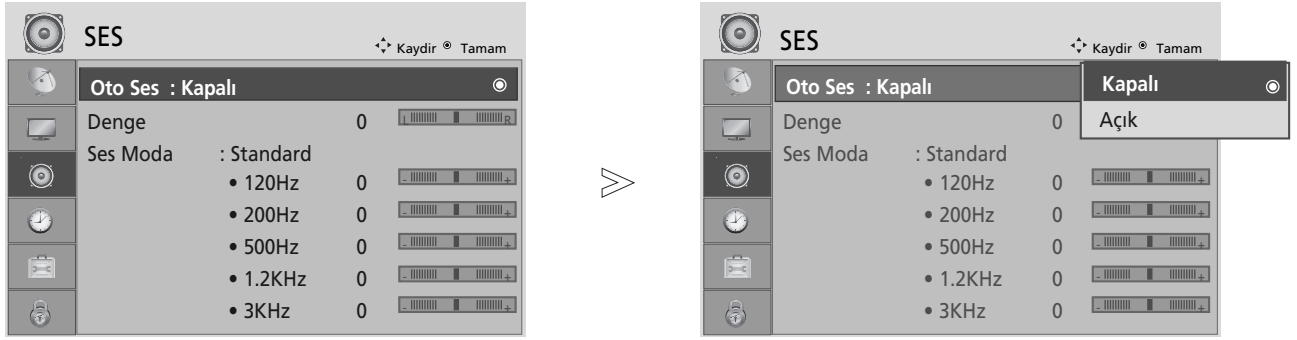 SES
Kaydir Tamam
Oto Ses : Kapalı
Denge 0 L R
Ses Moda : Standard
• 120Hz 0 - +
• 200Hz 0 - +
• 500Hz 0 - +
• 1.2KHz 0 - +
• 3KHz 0 - +
SES
Kaydir Tamam
Oto Ses : Kapalı
Kapalı
Açık
Denge 0
Ses Moda : Standard
• 120Hz 0 - +
• 200Hz 0 - +
• 500Hz 0 - +
• 1.2KHz 0 - +
• 3KHz 0 - +